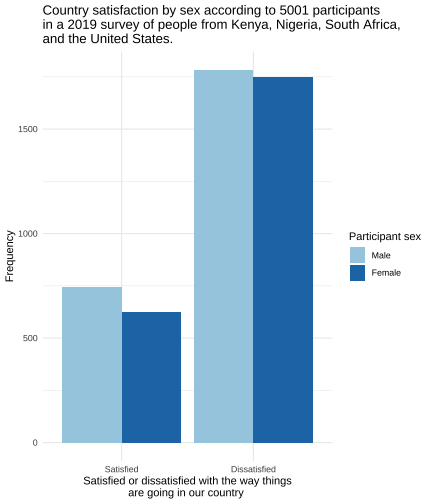 Country satisfaction by sex according to 5001 participants
in a 2019 survey of people from Kenya, Nigeria, South Africa,
and the United States.
1500
1000
500
0
Frequency
Participant sex
Male
Female
Satisfied
Dissatisfied
Satisfied or dissatisfied with the way things
are going in our country